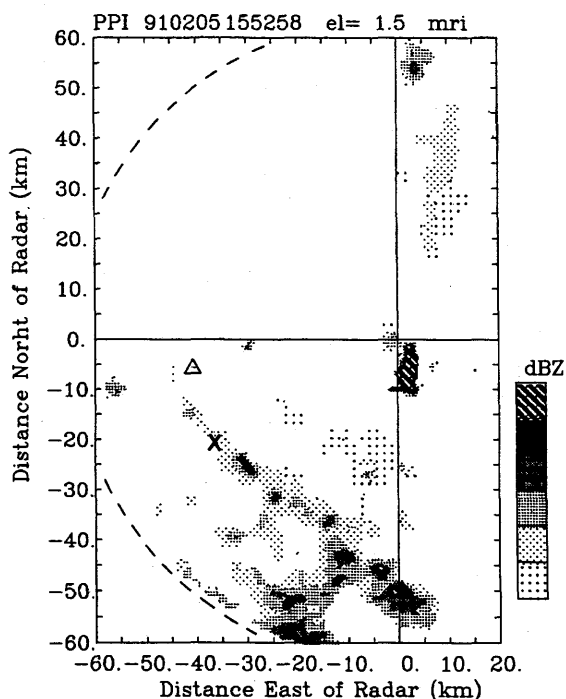 PPI 910205 155258 el= 1.5 mri
60.
50.
40.
30.
20.
10.
0.
-10.
-20.
-30.
-40.
-50.
-60.
Distance Norht of Radar (km)
X
dBZ
-60. -50. -40. -30. -20. -10. 0. 10. 20.
Distance East of Radar (km)